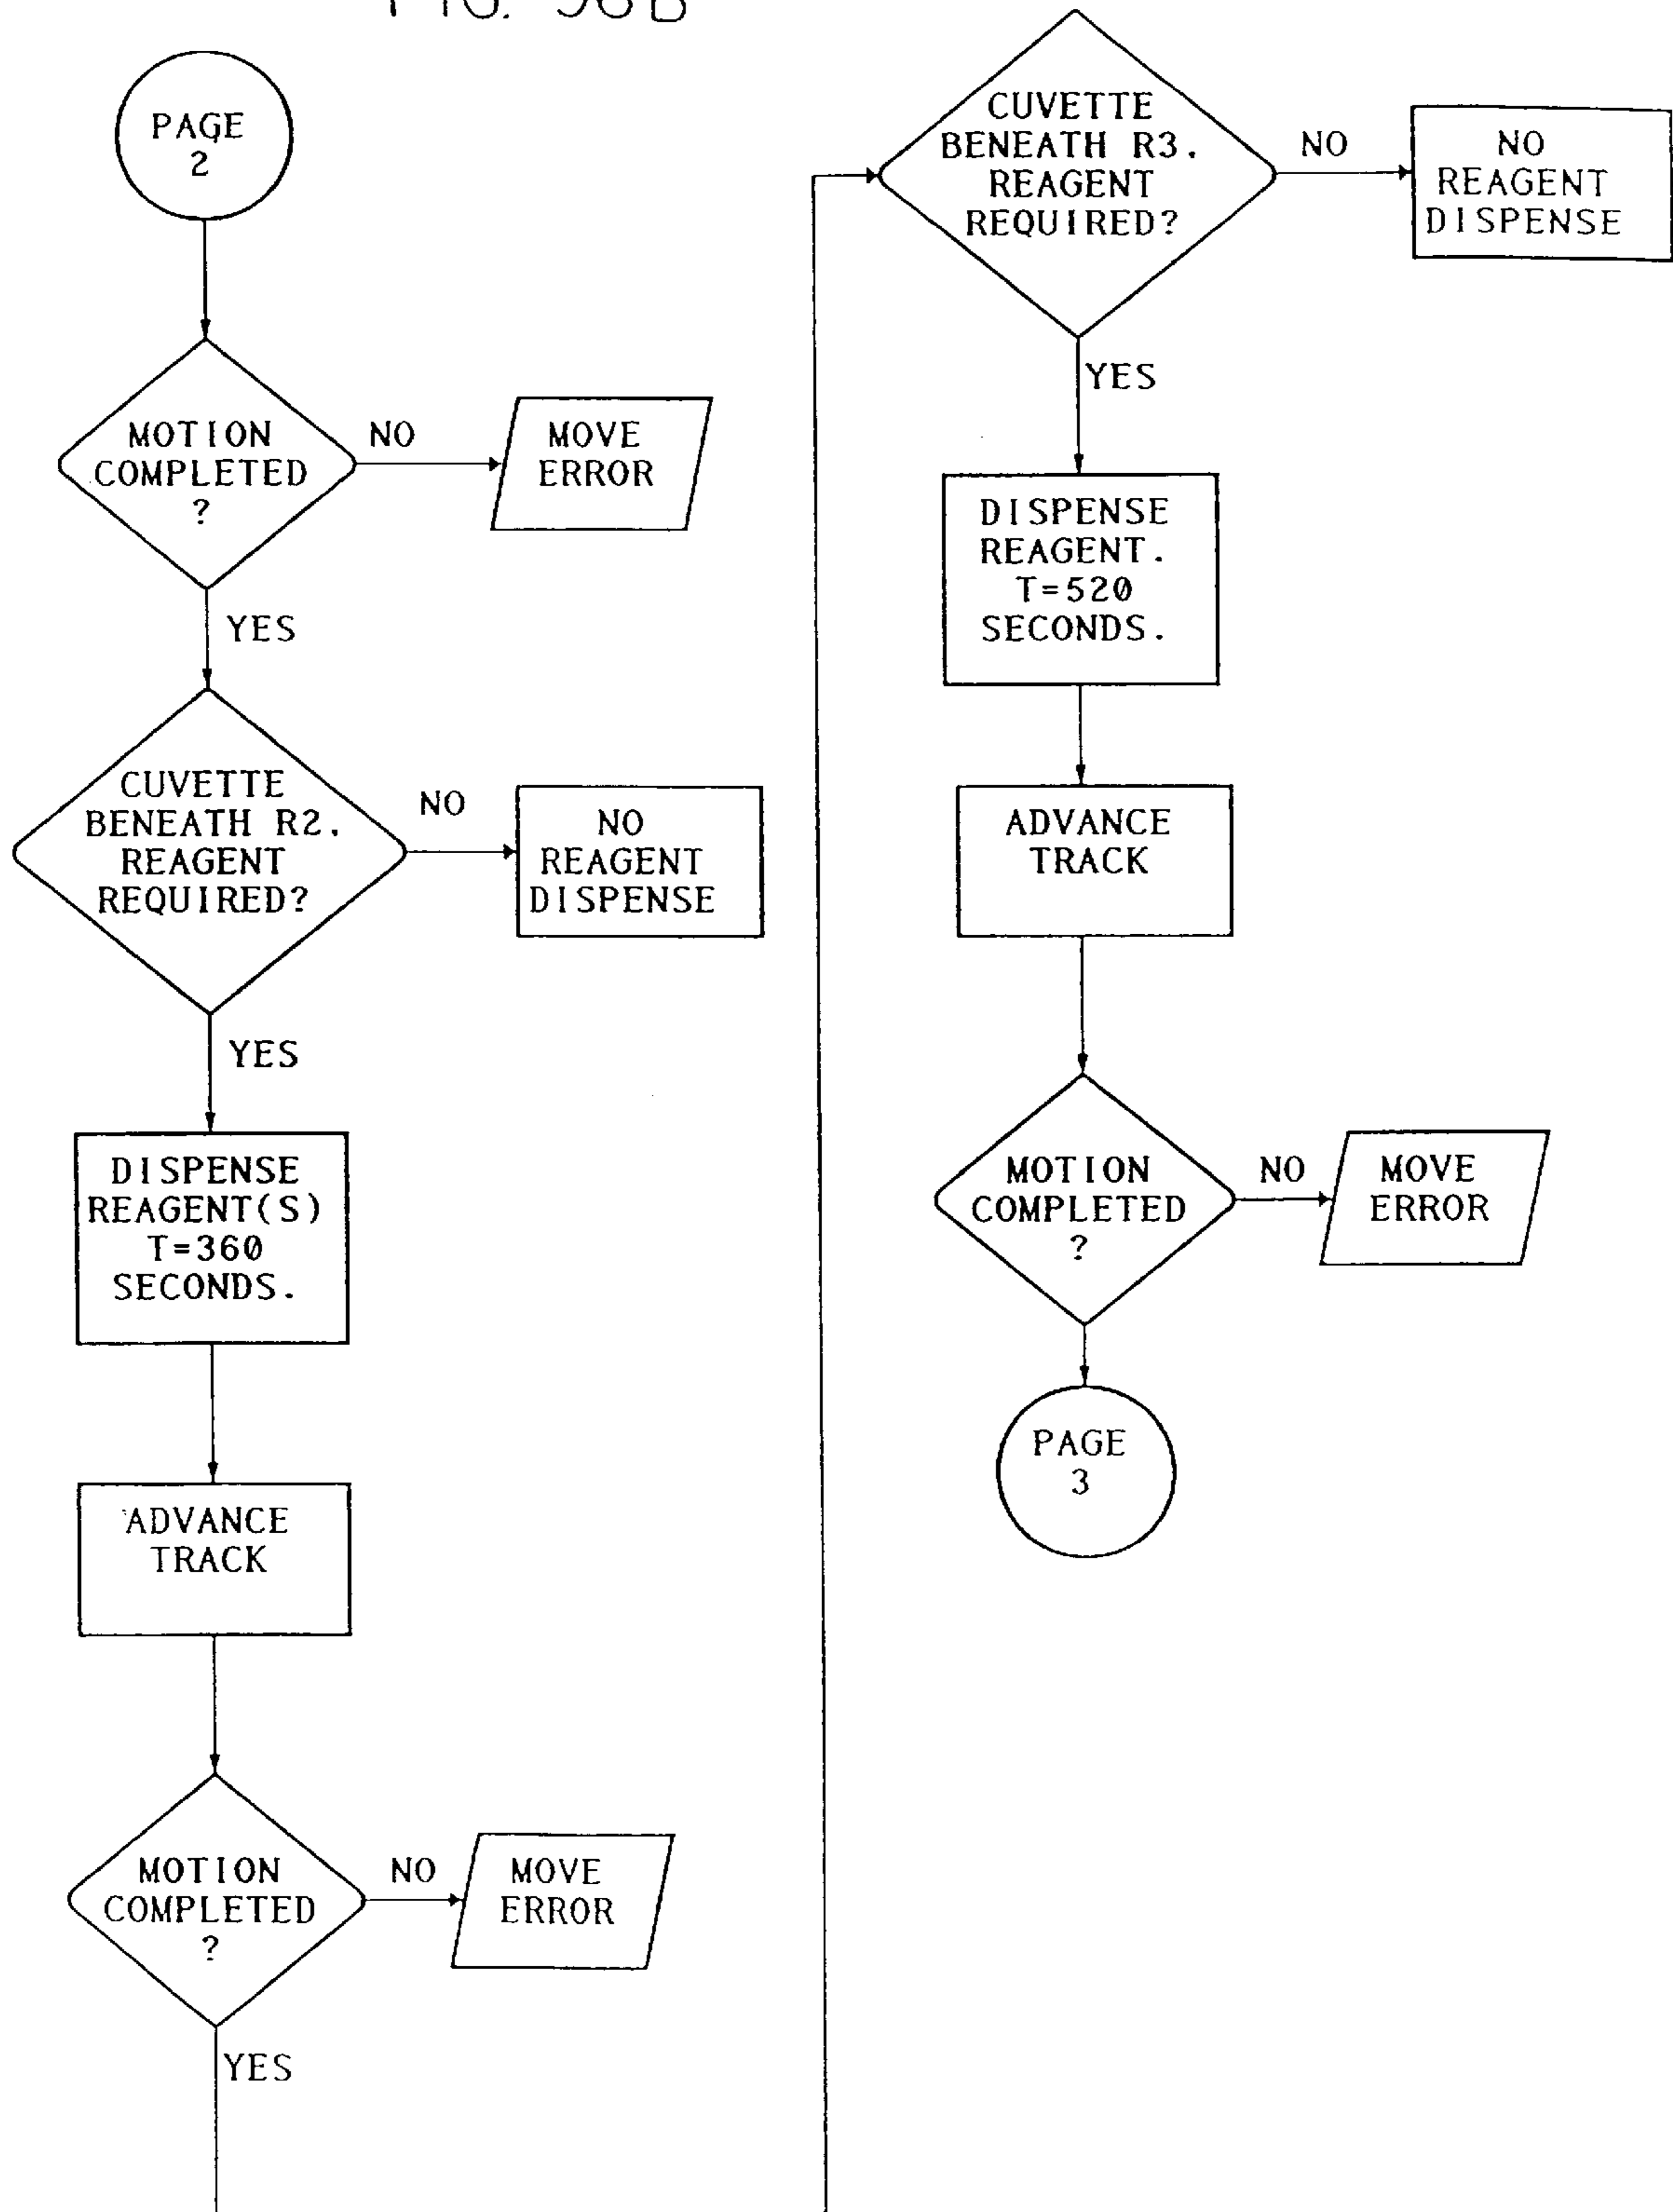 PAGE
2
MOTION
COMPLETED
?
NO
MOVE
ERROR
YES
CUVETTE
BENEATH R2.
REAGENT
REQUIRED?
NO
NO
REAGENT
DISPENSE
YES
DISPENSE
REAGENT(S)
T=360
SECONDS.
ADVANCE
TRACK
MOTION
COMPLETED
?
NO
MOVE
ERROR
YES
CUVETTE
BENEATH R3.
REAGENT
REQUIRED?
NO
NO
REAGENT
DISPENSE
YES
DISPENSE
REAGENT.
T=520
SECONDS.
ADVANCE
TRACK
MOTION
COMPLETED
?
NO
MOVE
ERROR
PAGE
3